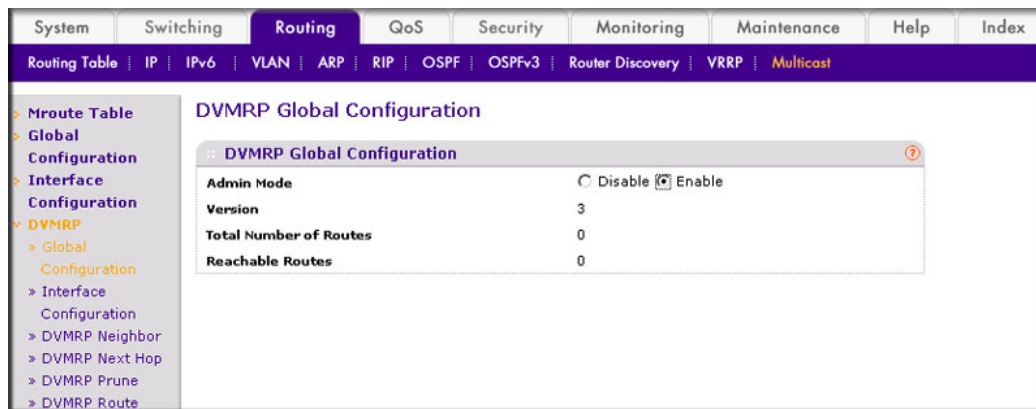 System Switching Routing QoS Security Monitoring Maintenance Help Index
Routing Table IP IPv6 VLAN ARP RIP OSPF OSPFv3 Router Discovery VRRP Multicast
Mroute Table
Global
Configuration
Interface
Configuration
DVMRP
» Global
Configuration
» Interface
Configuration
» DVMRP Neighbor
» DVMRP Next Hop
» DVMRP Prune
» DVMRP Route
DVMRP Global Configuration
DVMRP Global Configuration ?
Admin Mode Disable Enable
Version 3
Total Number of Routes 0
Reachable Routes 0